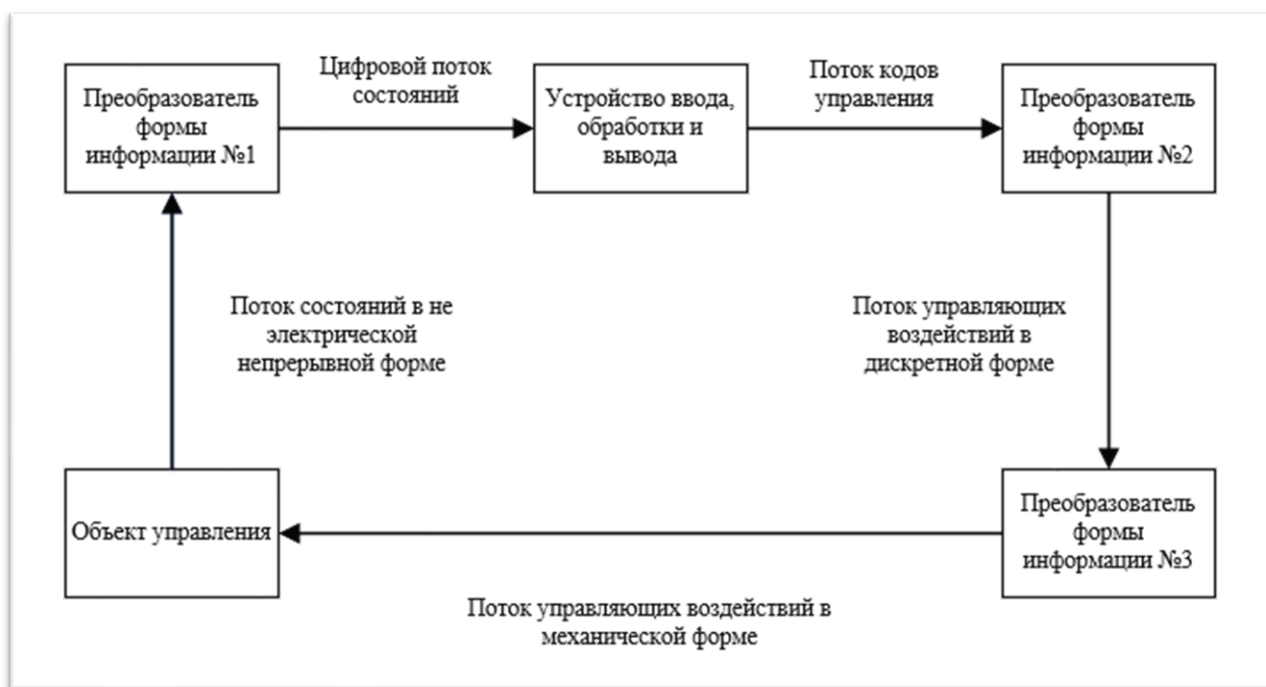 Преобразователь
формы
информации №1
Цифровой поток
состояний
Устройство ввода,
обработки и
вывода
Поток кодов
управления
Преобразователь
формы
информации №2
Поток состояний в не
электрической
непрерывной форме
Поток управляющих
воздействий в
дискретной форме
Объект управления
Преобразователь
формы
информации №3
Поток управляющих воздействий в
механической форме